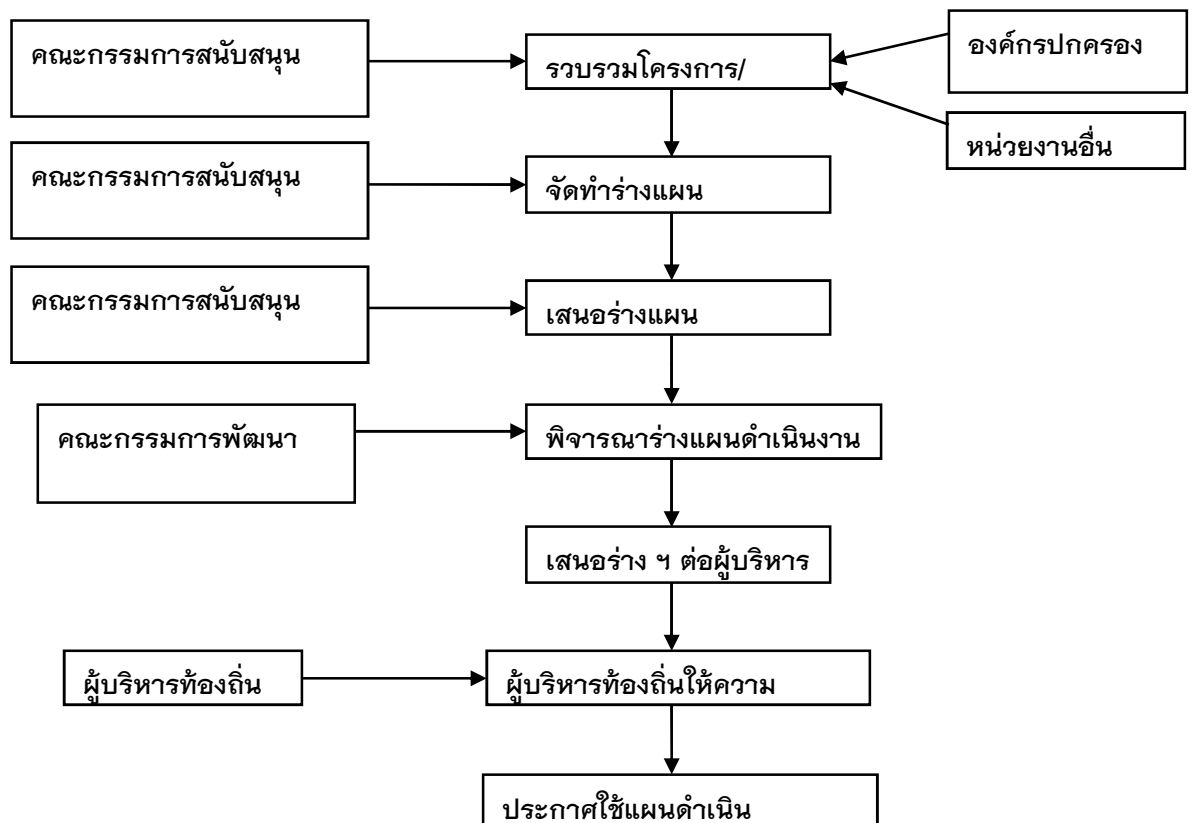 คณะกรรมการสนับสนุน
รวบรวมโครงการ/
องค์กรปกครอง
หน่วยงานอื่น
คณะกรรมการสนับสนุน
จัดทำร่างแผน
คณะกรรมการสนับสนุน
เสนอร่างแผน
คณะกรรมการพัฒนา
พิจารณาร่างแผนดำเนินงาน
เสนอร่าง ฯ ต่อผู้บริหาร
ผู้บริหารท้องถิ่น
ผู้บริหารท้องถิ่นให้ความ
ประกาศใช้แผนดำเนิน